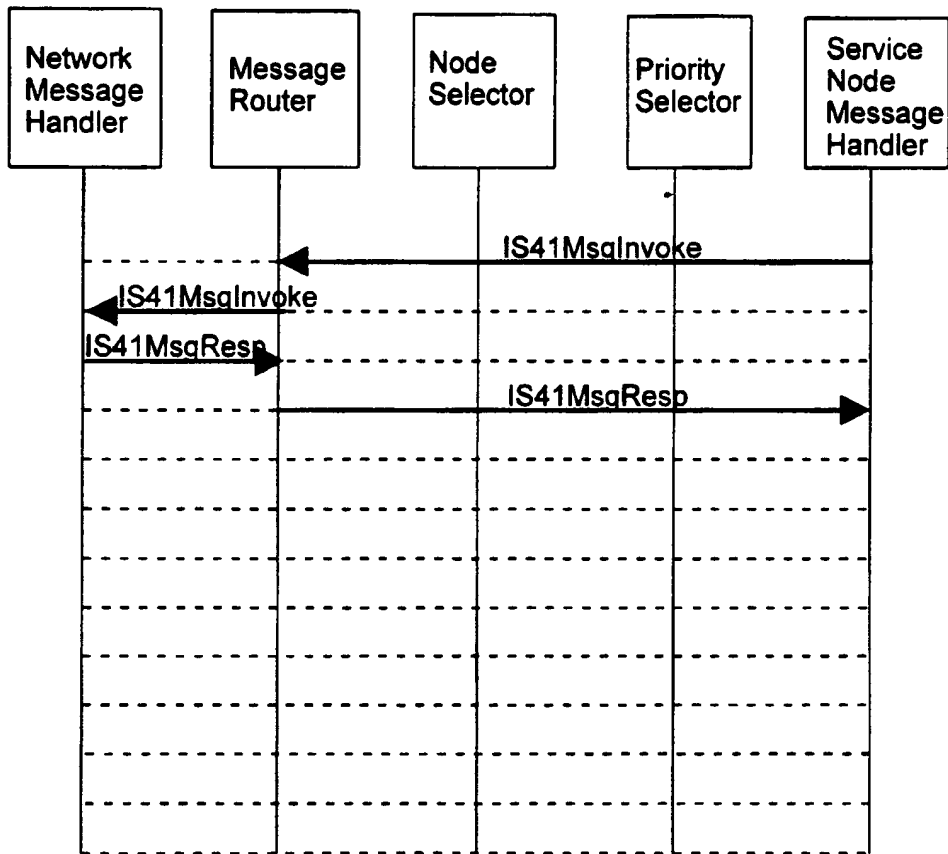 Network
Message
Handler
Message
Router
Node
Selector
Priority
Selector
Service
Node
Message
Handler
IS41MsgInvoke
IS41MsgInvoke
IS41MsgResp
IS41MsgResp